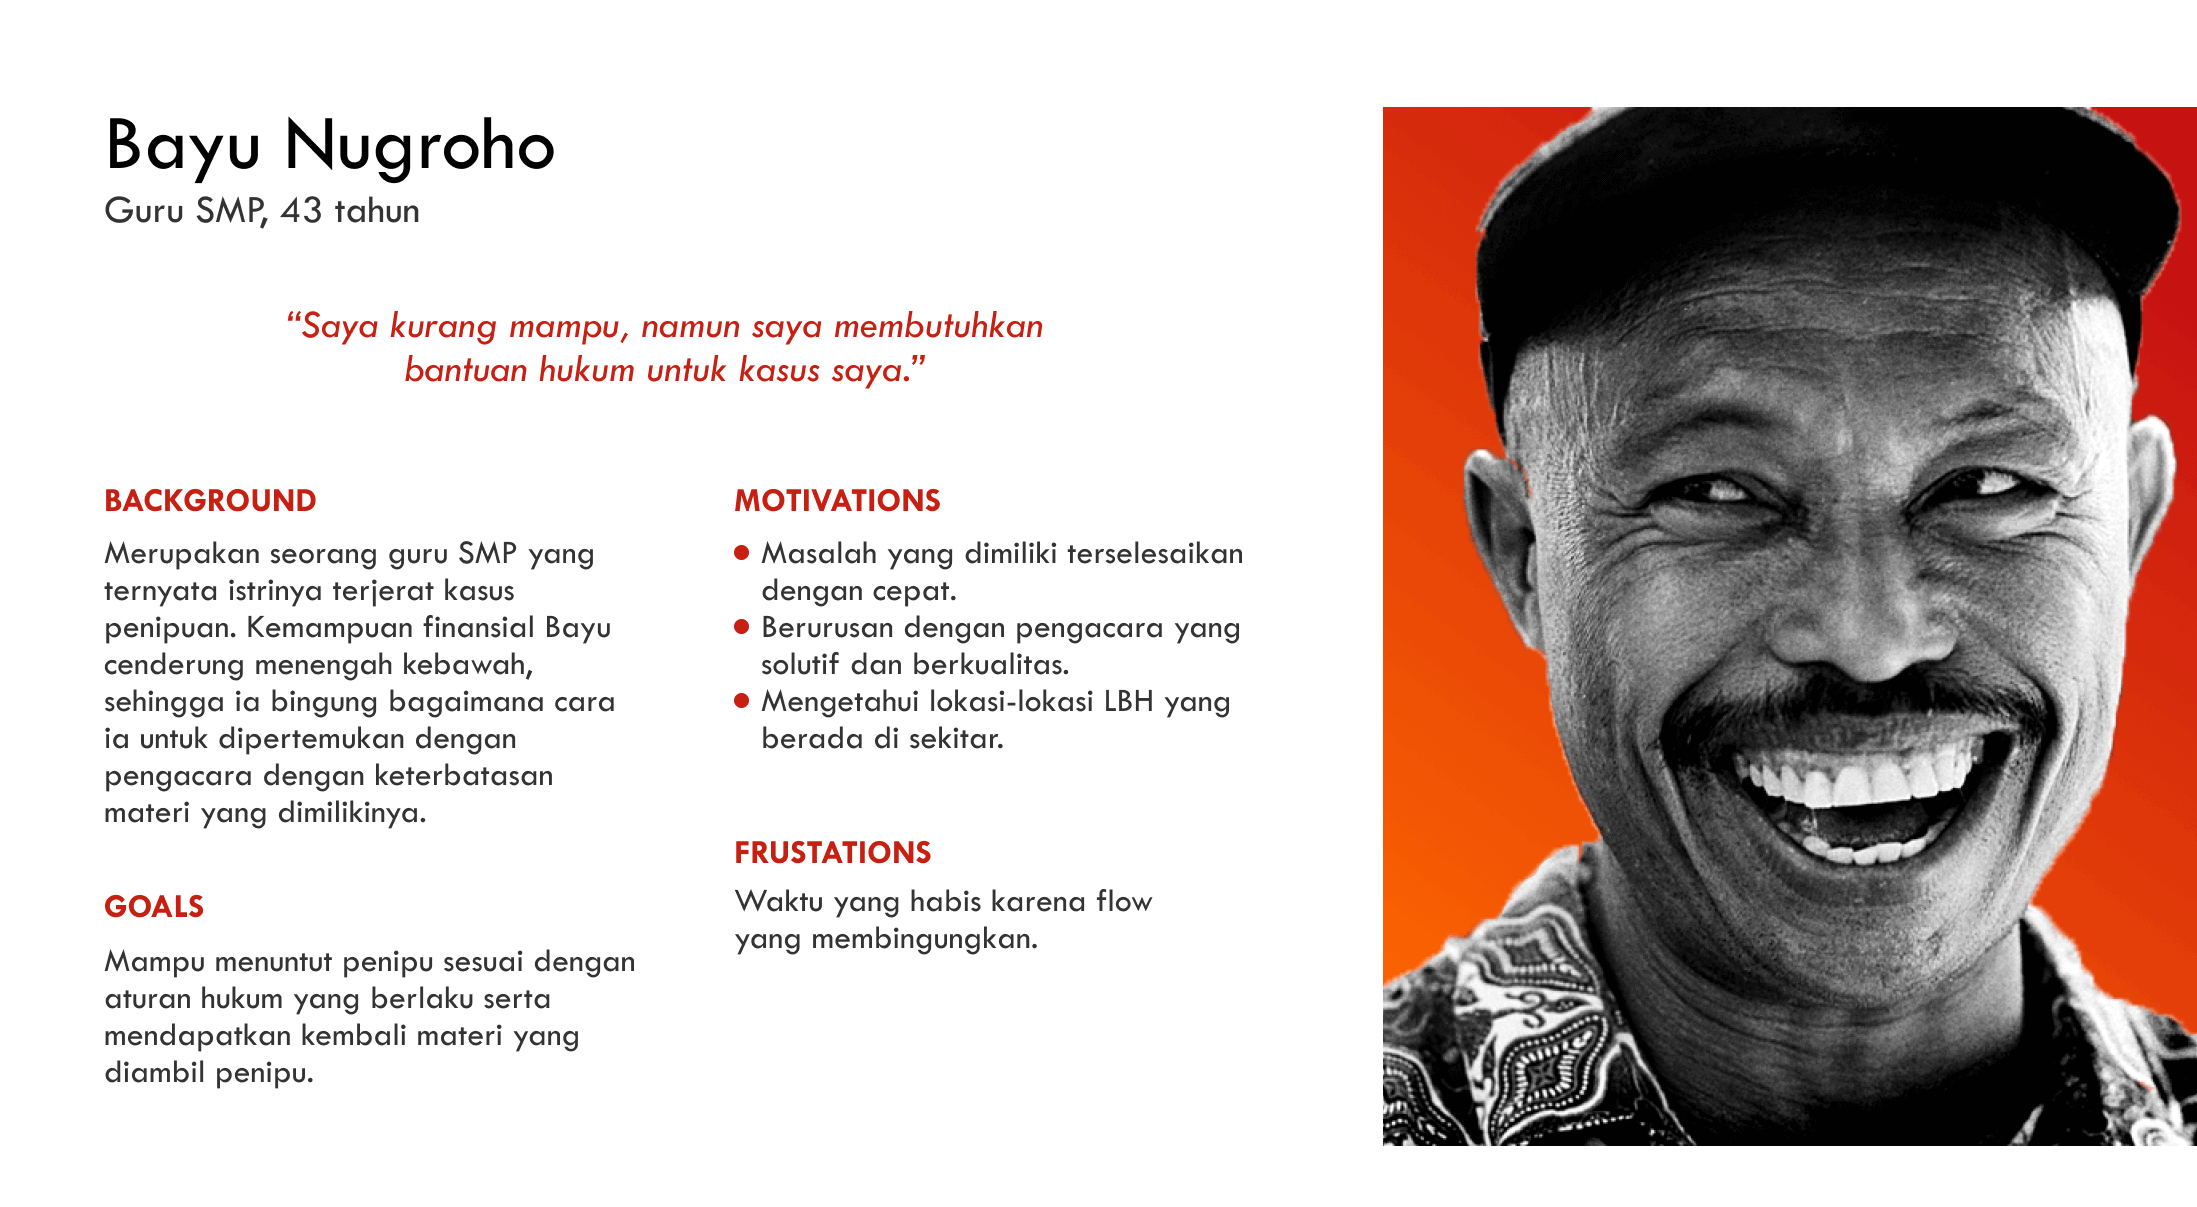 Bayu Nugroho
Guru SMP, 43 tahun
“Saya kurang mampu, namun saya membutuhkan
bantuan hukum untuk kasus saya.”
BACKGROUND
Merupakan seorang guru SMP yang
ternyata istrinya terjerat kasus
penipuan. Kemampuan finansial Bayu
cenderung menengah kebawah,
sehingga ia bingung bagaimana cara
ia untuk dipertemukan dengan
pengacara dengan keterbatasan
materi yang dimilikinya.
GOALS
Mampu menuntut penipu sesuai dengan
aturan hukum yang berlaku serta
mendapatkan kembali materi yang
diambil penipu.
MOTIVATIONS
● Masalah yang dimiliki terselesaikan
dengan cepat.
● Berurusan dengan pengacara yang
solutif dan berkualitas.
● Mengetahui lokasi-lokasi LBH yang
berada di sekitar.
FRUSTATIONS
Waktu yang habis karena flow
yang membingungkan.